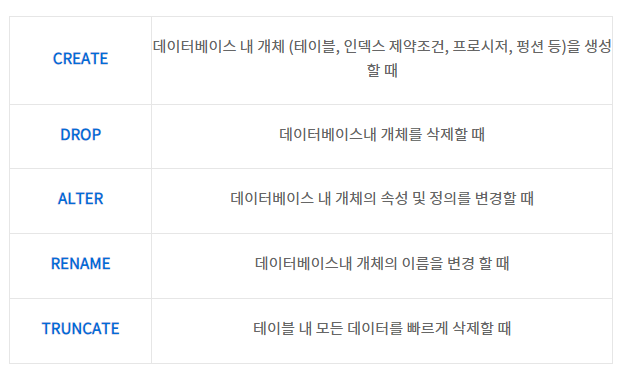 CREATE
데이터베이스 내 개체 (테이블, 인덱스 제약조건, 프로시저, 펑션 등)을 생성
할 때
DROP
데이터베이스내 개체를 삭제할 때
ALTER
데이터베이스 내 개체의 속성 및 정의를 변경할 때
RENAME
데이터베이스내 개체의 이름을 변경 할 때
TRUNCATE
테이블 내 모든 데이터를 빠르게 삭제할 때